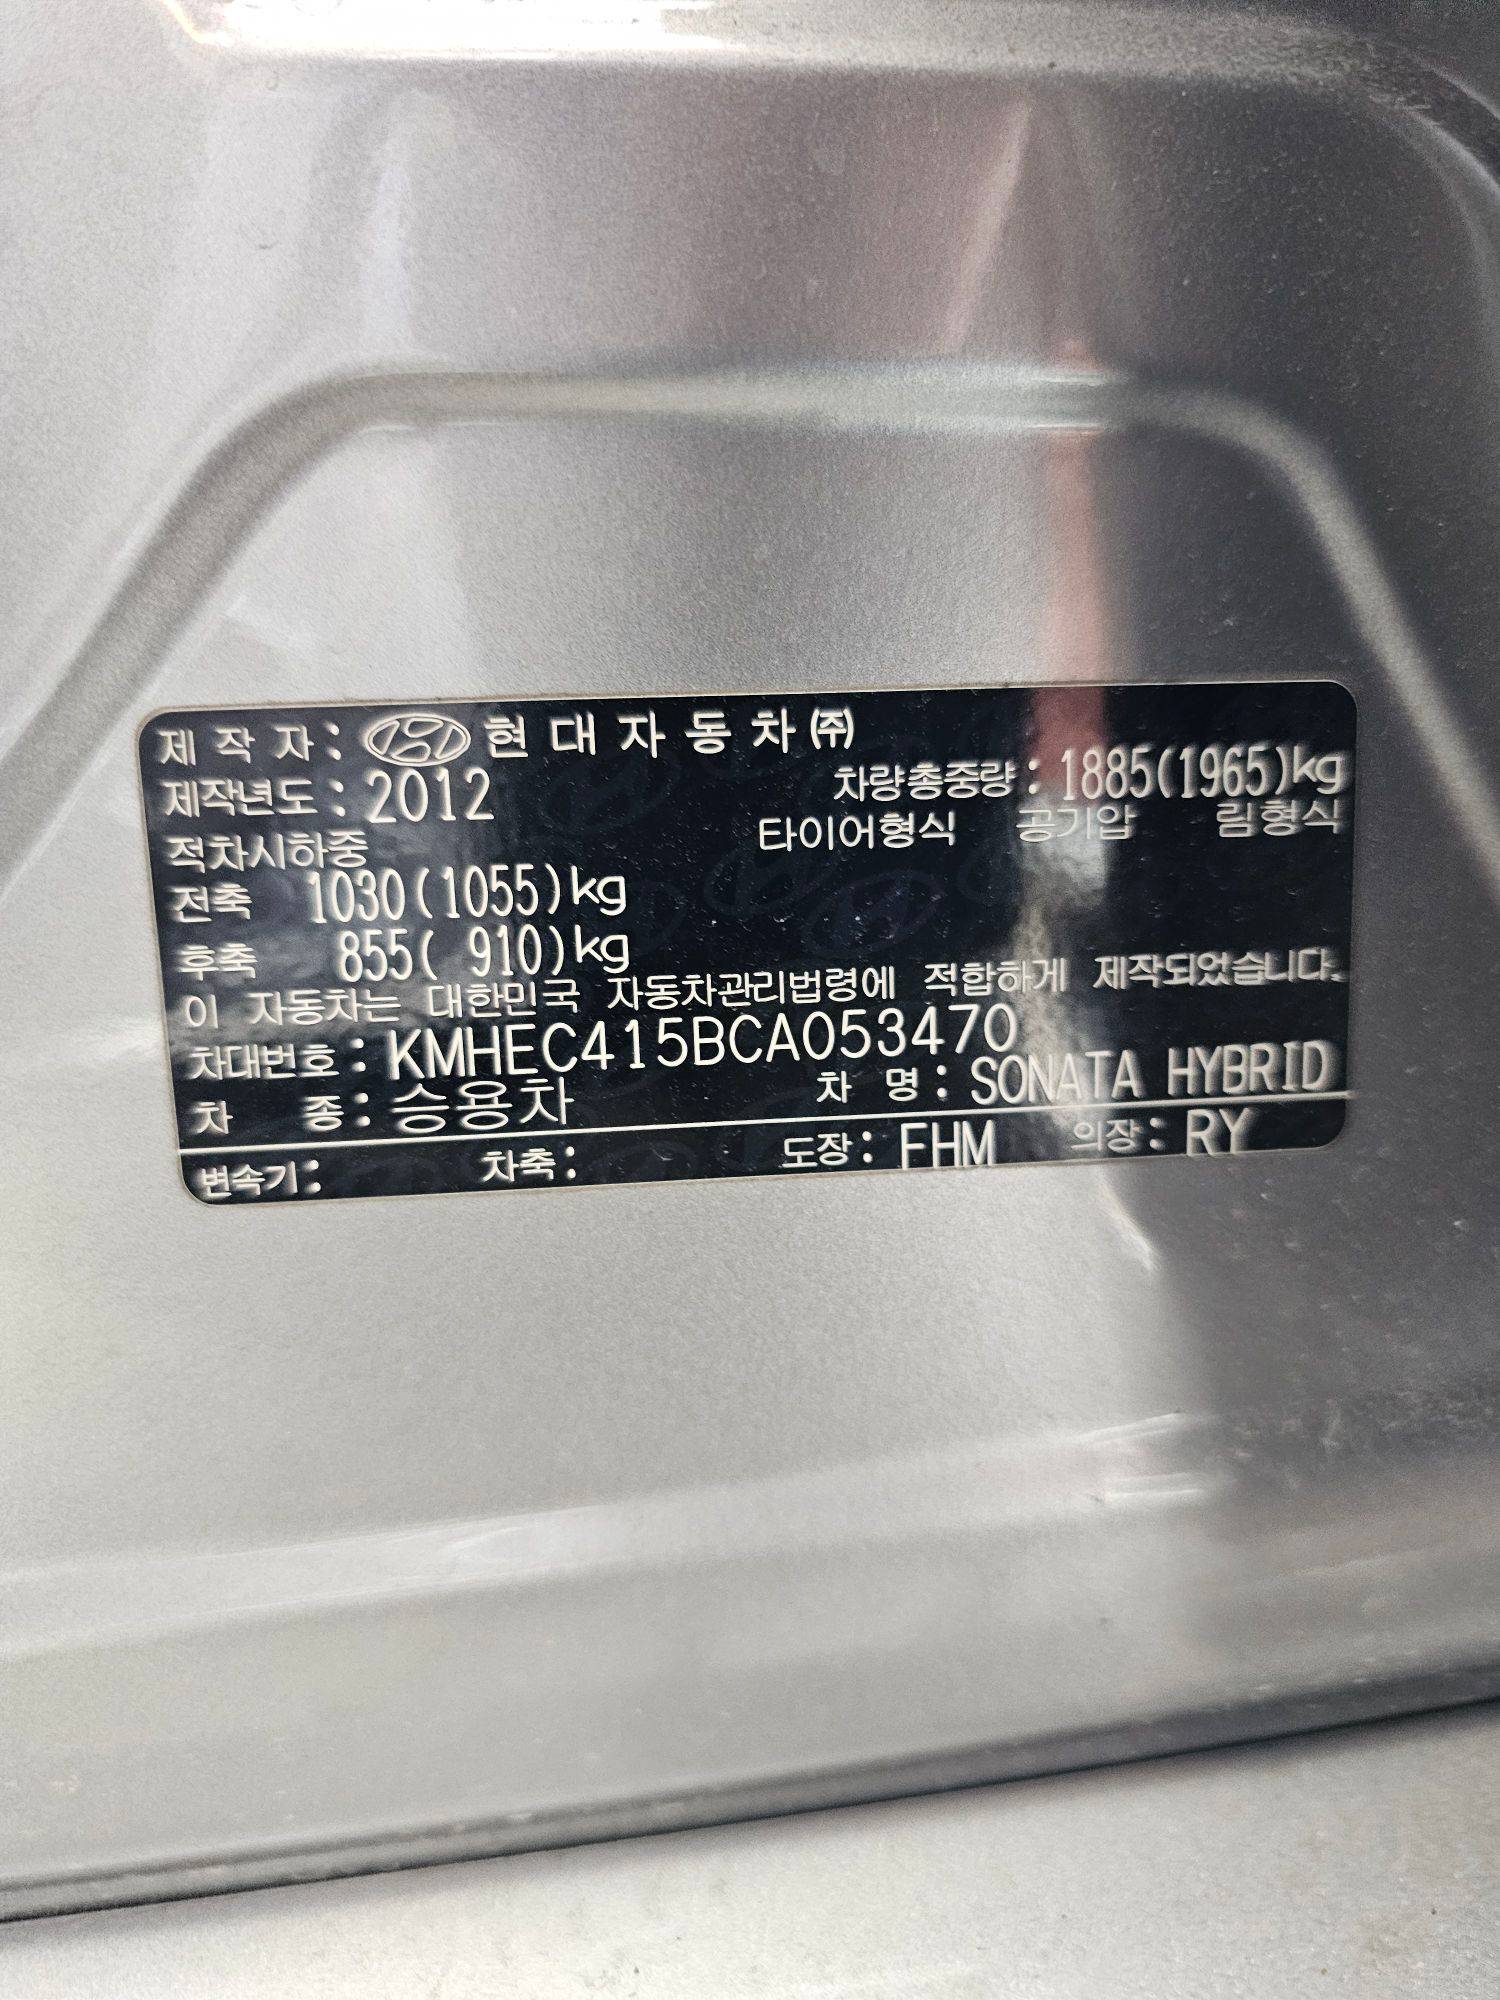 제 작 자 : 현 대 자 동 차 ㈜
제작년도 : 2012 차량총중량 : 1885(1965)kg
적차시하중 타이어형식 공기압 림형식
전축 1030(1055)kg
후축 855( 910)kg
이 자동차는 대한민국 자동차관리법령에 적합하게 제작되었습니다.
차대번호 : KMHEC415BCA053470
차 종 : 승용차 차 명 : SONATA HYBRID
변속기 : 차축 : 도장 : FHM 의장 : RY